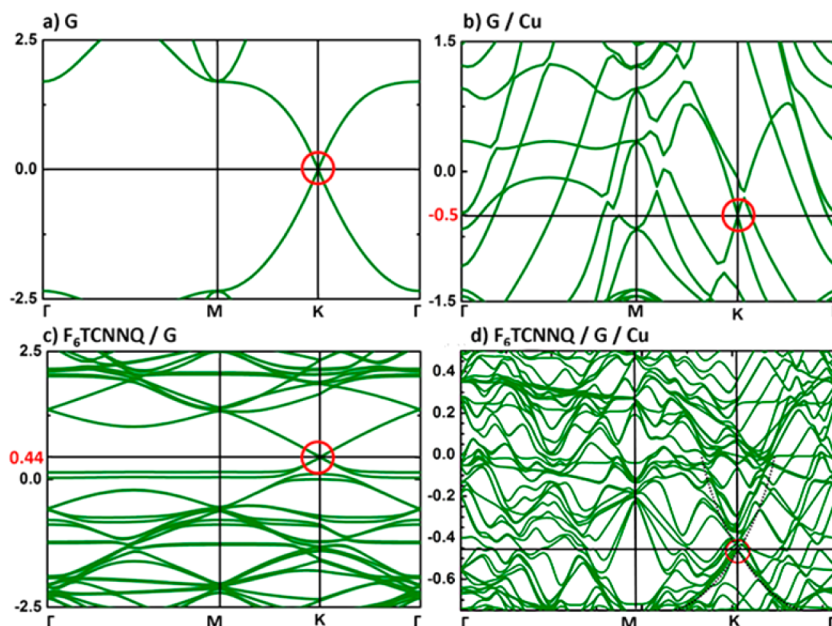 a) G
b) G / Cu
2.5
0.0
-2.5
Γ
M
K
Γ
1.5
0.0
-0.5
-1.5
Γ
M
K
c) F₆TCNNQ / G
d) F₆TCNNQ / G / Cu
2.5
0.44
0.0
-2.5
Γ
M
K
Γ
0.4
0.2
0.0
-0.2
-0.4
-0.6
Γ
M
K